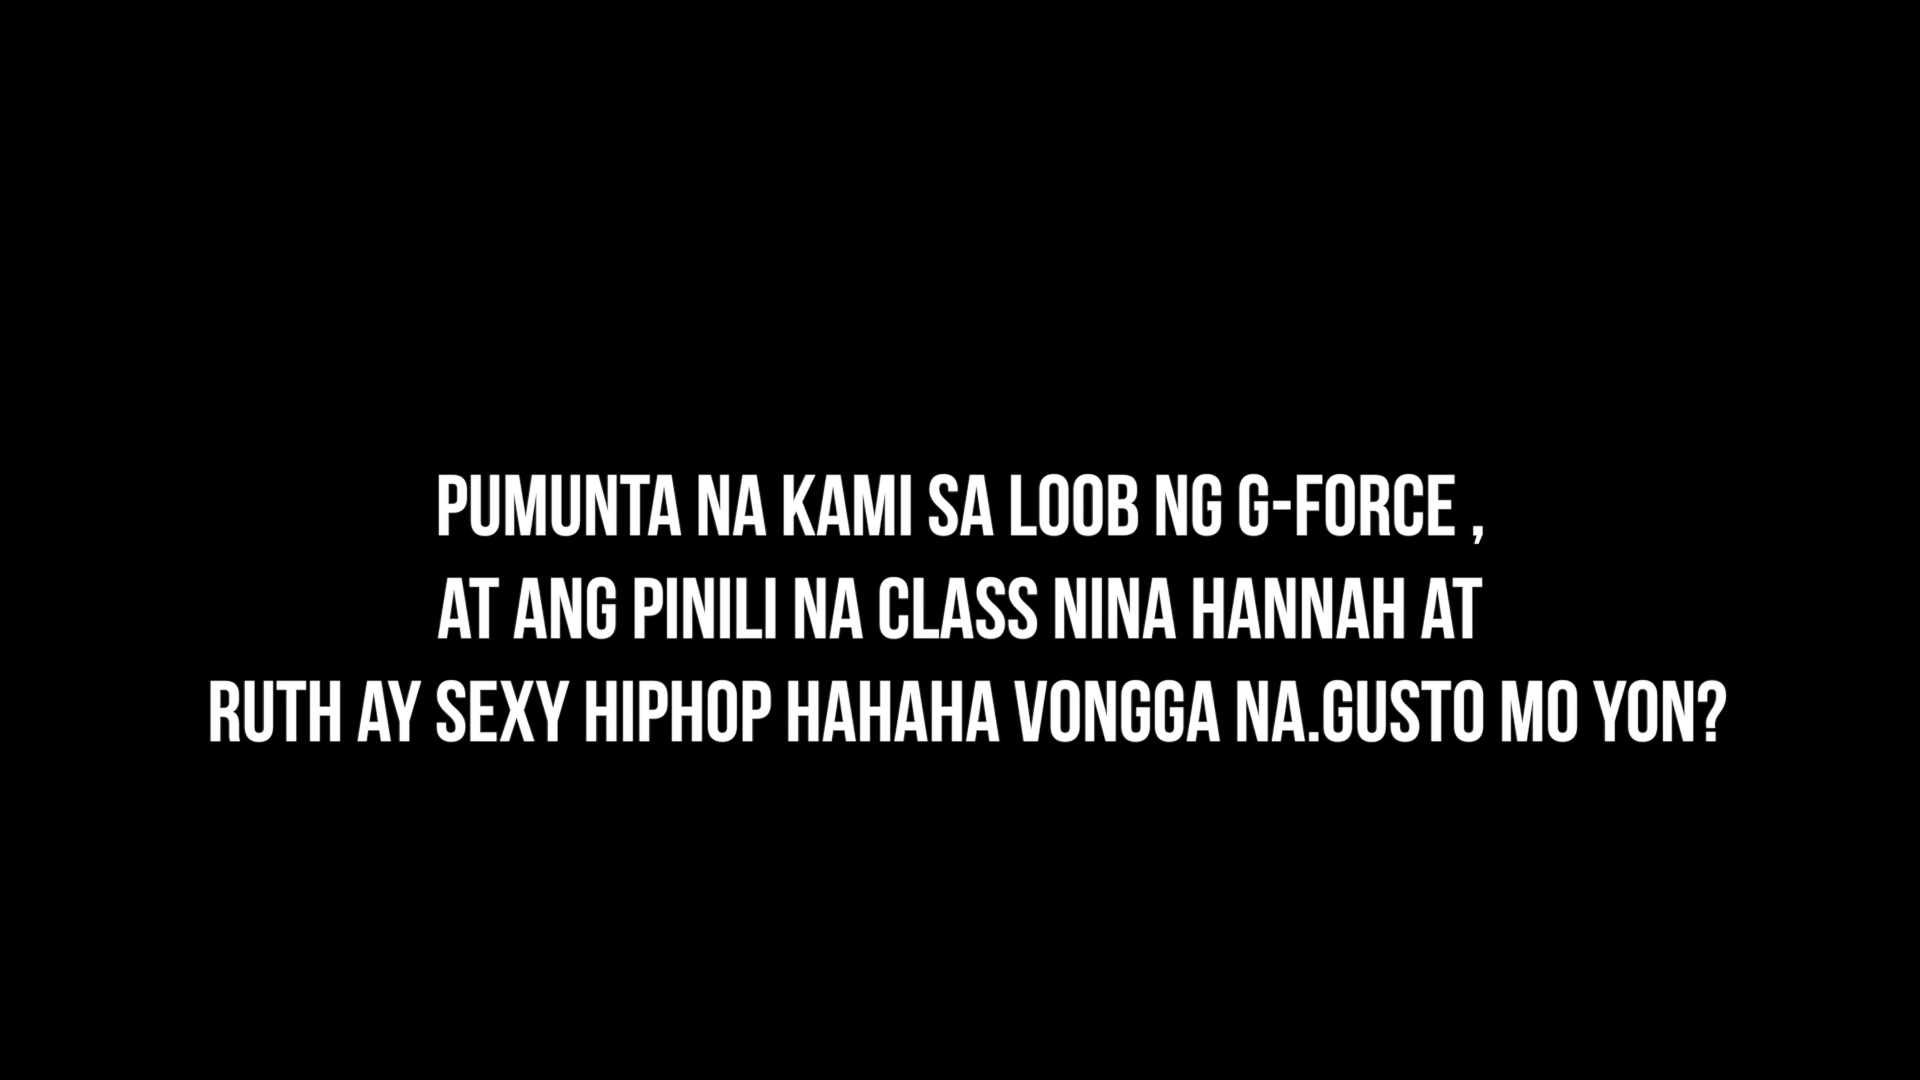 PUMUNTA NA KAMI SA LOOB NG G-FORCE ,
AT ANG PINILI NA CLASS NINA HANNAH AT
RUTH AY SEXY HIPHOP HAHAHA VONGGA NA.GUSTO MO YON?